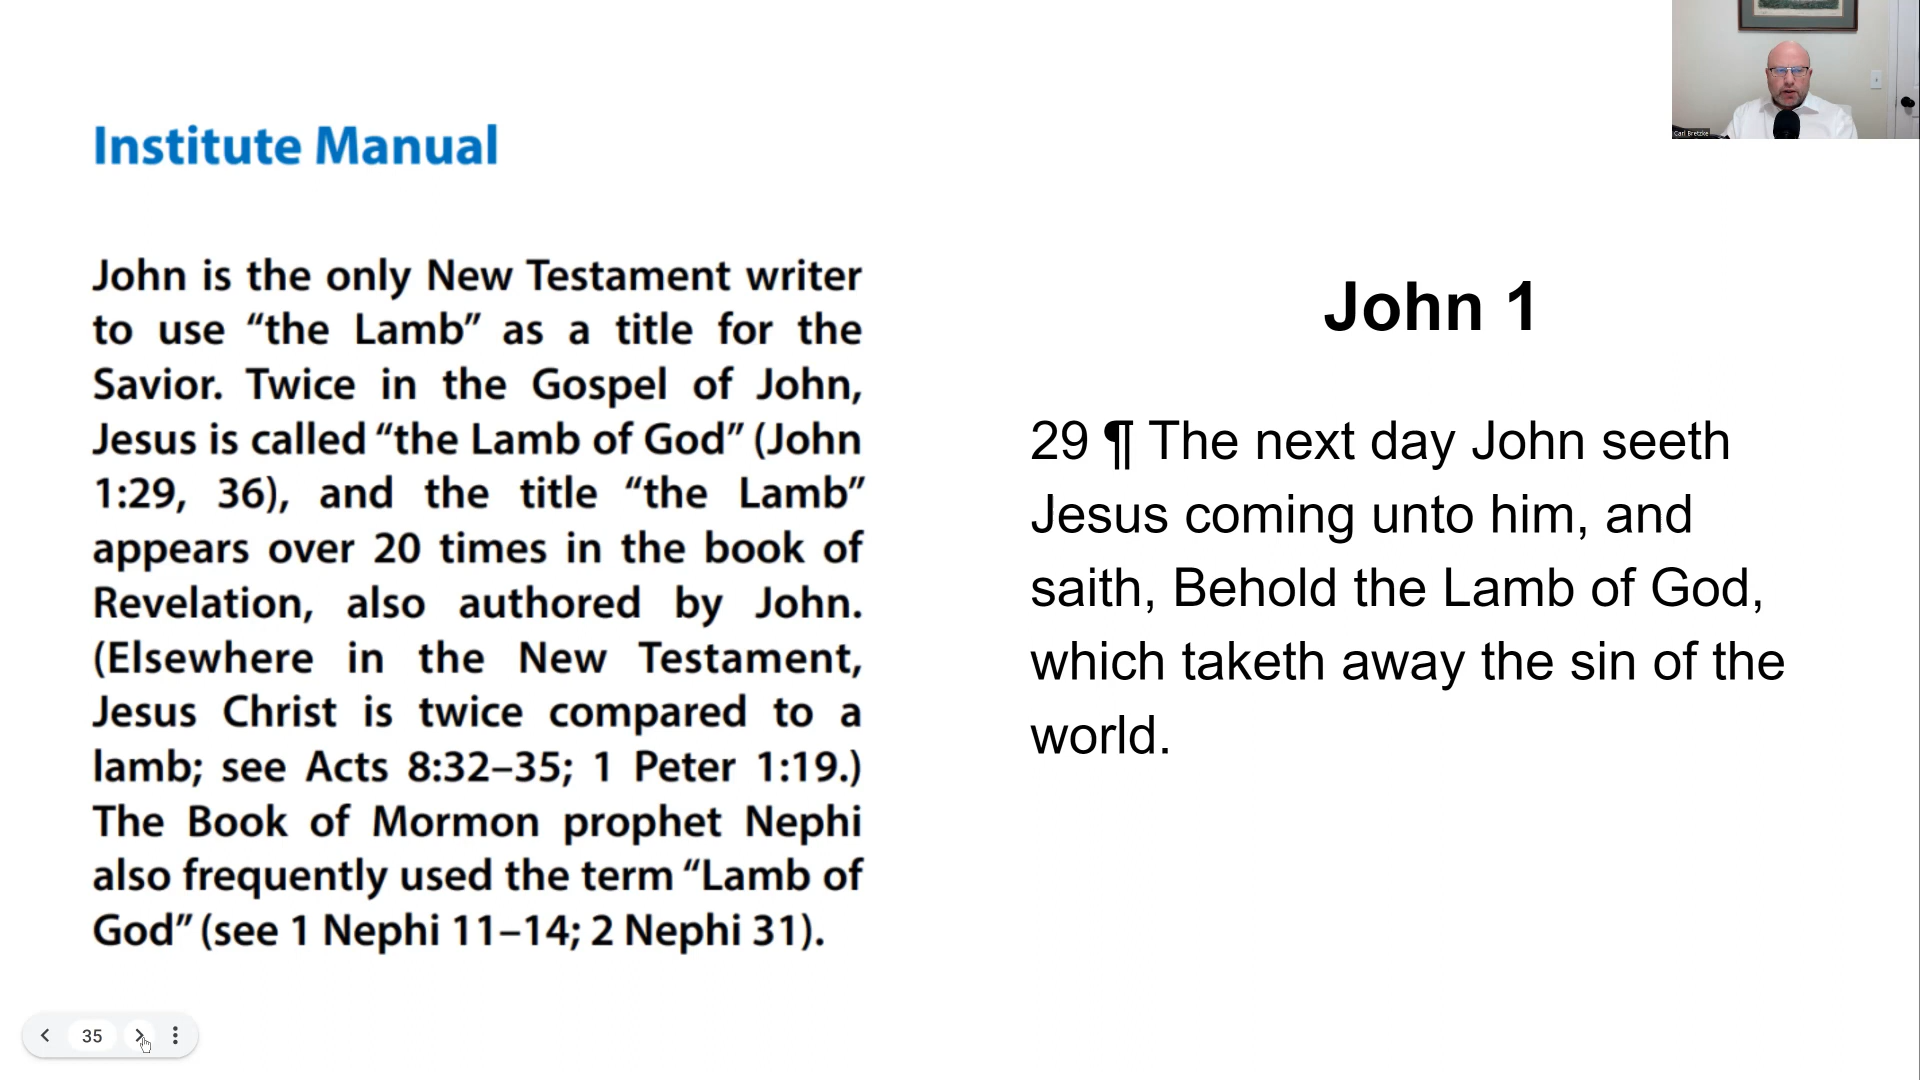 Institute Manual
John is the only New Testament writer
to use “the Lamb” as a title for the
Savior. Twice in the Gospel of John,
Jesus is called “the Lamb of God” (John
1:29, 36), and the title “the Lamb”
appears over 20 times in the book of
Revelation, also authored by John.
(Elsewhere in the New Testament,
Jesus Christ is twice compared to a
lamb; see Acts 8:32–35; 1 Peter 1:19.)
The Book of Mormon prophet Nephi
also frequently used the term “Lamb of
God” (see 1 Nephi 11–14; 2 Nephi 31).
John 1
29 ¶ The next day John seeth
Jesus coming unto him, and
saith, Behold the Lamb of God,
which taketh away the sin of the
world.
Carl Bretzke
35